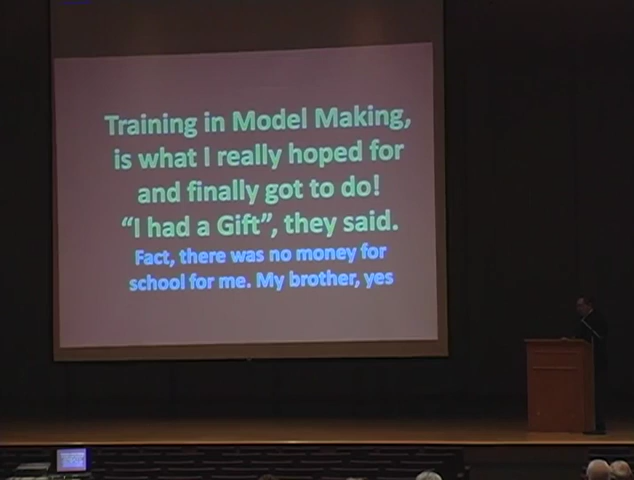 Training in Model Making,
is what I really hoped for
and finally got to do!
“I had a Gift”, they said.
Fact, there was no money for
school for me. My brother, yes